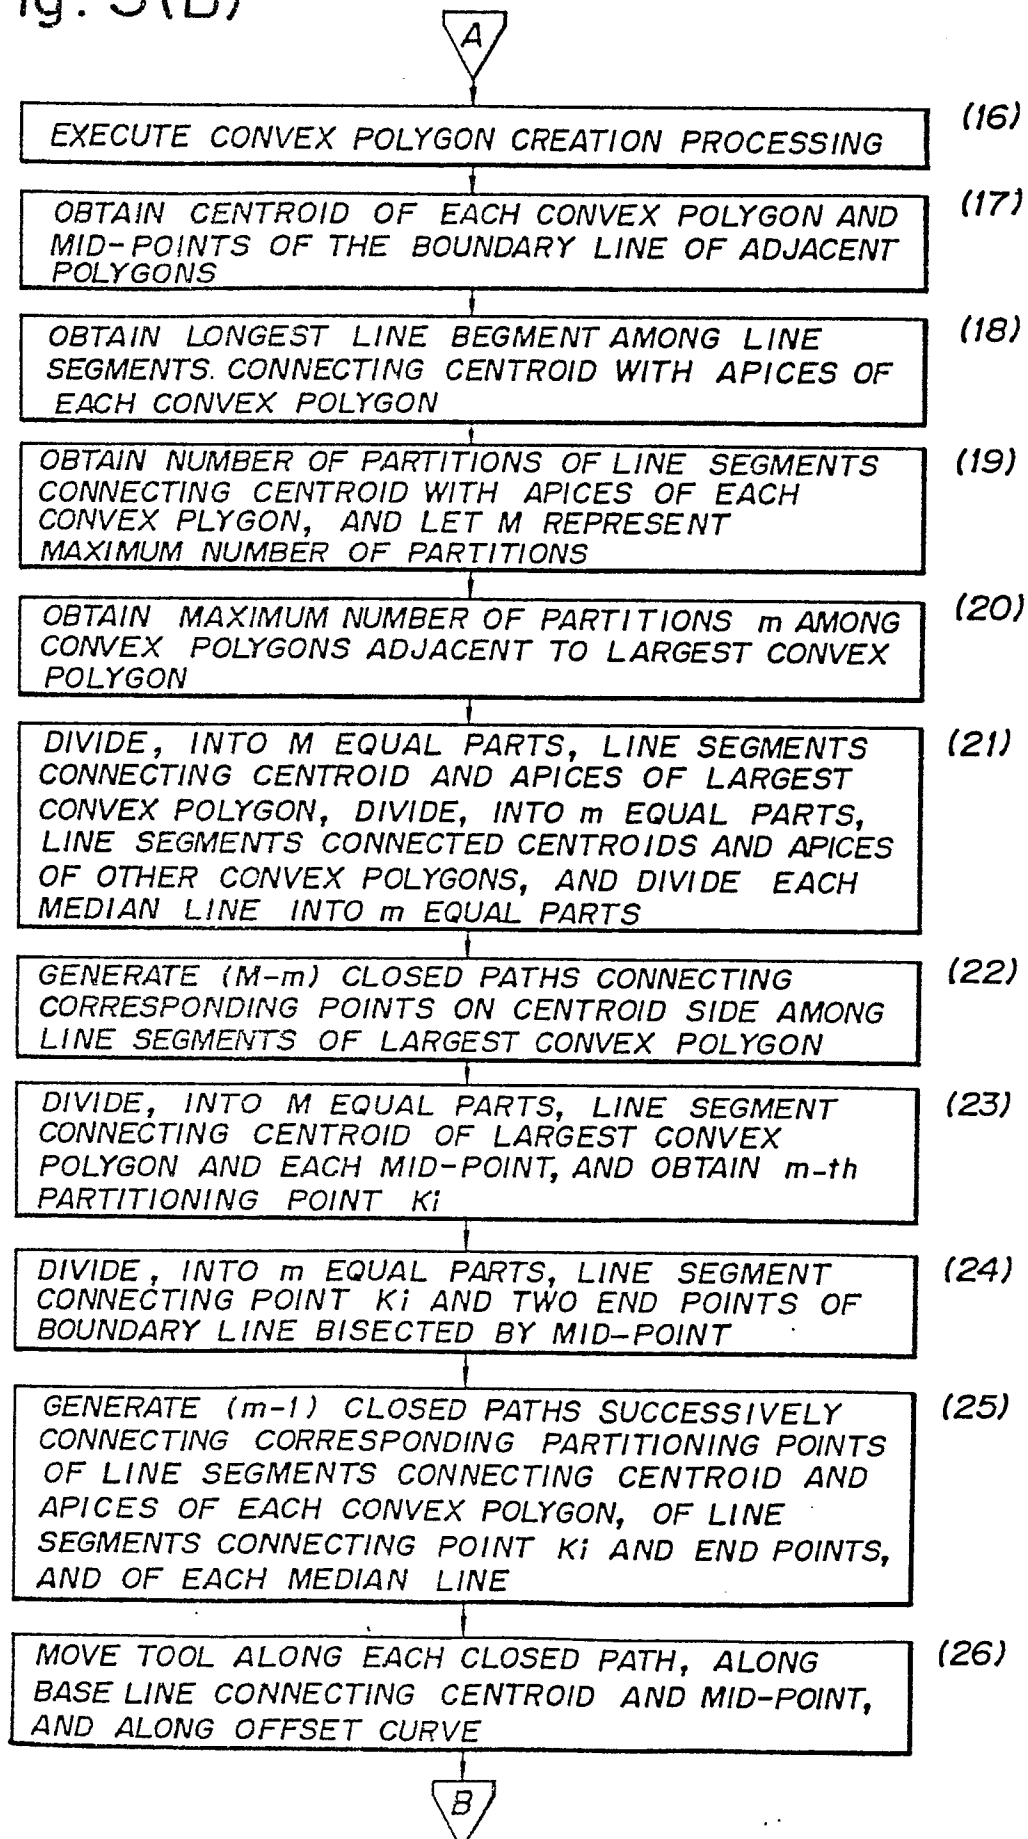 ig. 5(B)
A
EXECUTE CONVEX POLYGON CREATION PROCESSING
(16)
OBTAIN CENTROID OF EACH CONVEX POLYGON AND
MID-POINTS OF THE BOUNDARY LINE OF ADJACENT
POLYGONS
(17)
OBTAIN LONGEST LINE BEGMENT AMONG LINE
SEGMENTS. CONNECTING CENTROID WITH APICES OF
EACH CONVEX POLYGON
(18)
OBTAIN NUMBER OF PARTITIONS OF LINE SEGMENTS
CONNECTING CENTROID WITH APICES OF EACH
CONVEX PLYGON, AND LET M REPRESENT
MAXIMUM NUMBER OF PARTITIONS
(19)
OBTAIN MAXIMUM NUMBER OF PARTITIONS m AMONG
CONVEX POLYGONS ADJACENT TO LARGEST CONVEX
POLYGON
(20)
DIVIDE, INTO M EQUAL PARTS, LINE SEGMENTS
CONNECTING CENTROID AND APICES OF LARGEST
CONVEX POLYGON, DIVIDE, INTO m EQUAL PARTS,
LINE SEGMENTS CONNECTED CENTROIDS AND APICES
OF OTHER CONVEX POLYGONS, AND DIVIDE EACH
MEDIAN LINE INTO m EQUAL PARTS
(21)
GENERATE (M-m) CLOSED PATHS CONNECTING
CORRESPONDING POINTS ON CENTROID SIDE AMONG
LINE SEGMENTS OF LARGEST CONVEX POLYGON
(22)
DIVIDE, INTO M EQUAL PARTS, LINE SEGMENT
CONNECTING CENTROID OF LARGEST CONVEX
POLYGON AND EACH MID-POINT, AND OBTAIN m-th
PARTITIONING POINT Ki
(23)
DIVIDE, INTO m EQUAL PARTS, LINE SEGMENT
CONNECTING POINT Ki AND TWO END POINTS OF
BOUNDARY LINE BISECTED BY MID-POINT
(24)
GENERATE (m-1) CLOSED PATHS SUCCESSIVELY
CONNECTING CORRESPONDING PARTITIONING POINTS
OF LINE SEGMENTS CONNECTING CENTROID AND
APICES OF EACH CONVEX POLYGON, OF LINE
SEGMENTS CONNECTING POINT Ki AND END POINTS,
AND OF EACH MEDIAN LINE
(25)
MOVE TOOL ALONG EACH CLOSED PATH, ALONG
BASE LINE CONNECTING CENTROID AND MID-POINT,
AND ALONG OFFSET CURVE
(26)
B